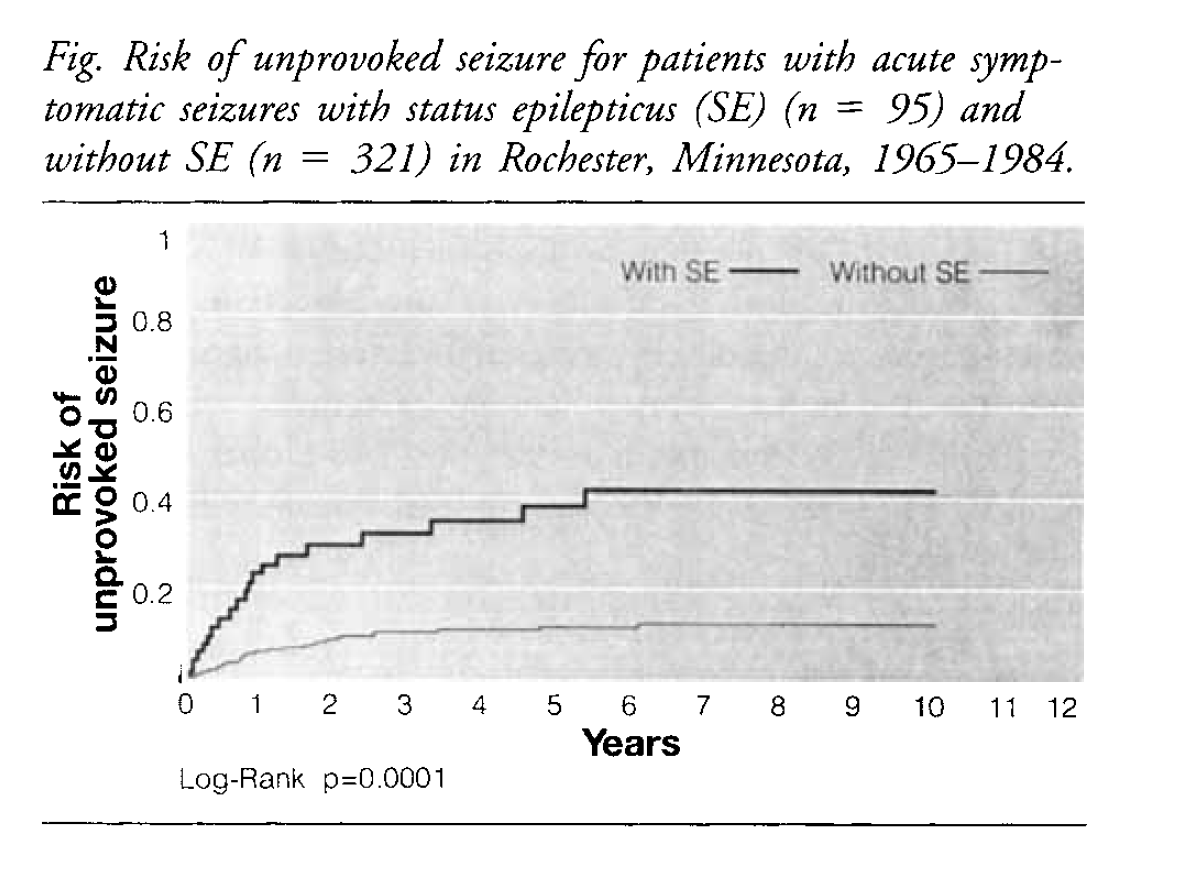 Fig. Risk of unprovoked seizure for patients with acute symp-
tomatic seizures with status epilepticus (SE) (n = 95) and
without SE (n = 321) in Rochester, Minnesota, 1965–1984.
1
With SE Without SE
0.8
0.6
0.4
0.2
Risk of
unprovoked seizure
0 1 2 3 4 5 6 7 8 9 10 11 12
Years
Log-Rank p=0.0001